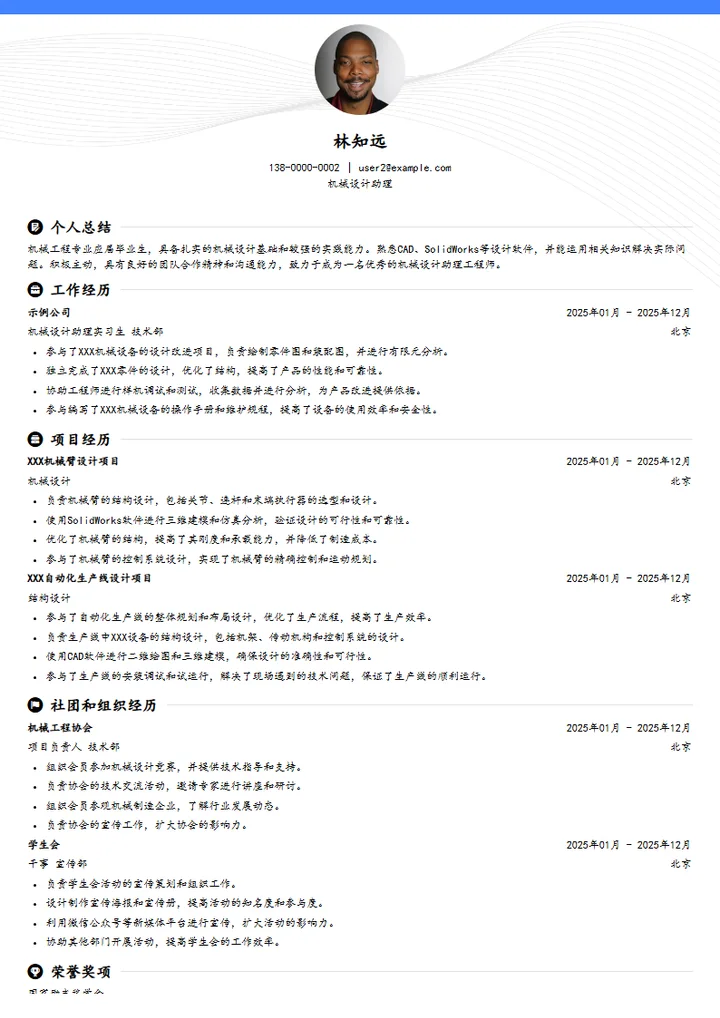 林知远
138-0000-0002 | user2@example.com
机械设计助理
个人总结
机械工程专业应届毕业生，具备扎实的机械设计基础和较强的实践能力。熟悉CAD、SolidWorks等设计软件，并能运用相关知识解决实际问
题。积极主动，具有良好的团队合作精神和沟通能力，致力于成为一名优秀的机械设计助理工程师。
工作经历
示例公司 2025年01月 - 2025年12月
机械设计助理实习生 技术部 北京
• 参与了XXX机械设备的设计改进项目，负责绘制零件图和装配图，并进行有限元分析。
• 独立完成了XXX零件的设计，优化了结构，提高了产品的性能和可靠性。
• 协助工程师进行样机调试和测试，收集数据并进行分析，为产品改进提供依据。
• 参与编写了XXX机械设备的操作手册和维护规程，提高了设备的使用效率和安全性。
项目经历
XXX机械臂设计项目 2025年01月 - 2025年12月
机械设计 北京
• 负责机械臂的结构设计，包括关节、连杆和末端执行器的选型和设计。
• 使用SolidWorks软件进行三维建模和仿真分析，验证设计的可行性和可靠性。
• 优化了机械臂的结构，提高了其刚度和承载能力，并降低了制造成本。
• 参与了机械臂的控制系统设计，实现了机械臂的精确控制和运动规划。
XXX自动化生产线设计项目 2025年01月 - 2025年12月
结构设计 北京
• 参与了自动化生产线的整体规划和布局设计，优化了生产流程，提高了生产效率。
• 负责生产线中XXX设备的结构设计，包括机架、传动机构和控制系统的设计。
• 使用CAD软件进行二维绘图和三维建模，确保设计的准确性和可行性。
• 参与了生产线的安装调试和试运行，解决了现场遇到的技术问题，保证了生产线的顺利运行。
社团和组织经历
机械工程协会 2025年01月 - 2025年12月
项目负责人 技术部 北京
• 组织会员参加机械设计竞赛，并提供技术指导和支持。
• 负责协会的技术交流活动，邀请专家进行讲座和研讨。
• 组织会员参观机械制造企业，了解行业发展动态。
• 负责协会的宣传工作，扩大协会的影响力。
学生会 2025年01月 - 2025年12月
干事 宣传部 北京
• 负责学生会活动的宣传策划和组织工作。
• 设计制作宣传海报和宣传册，提高活动的知名度和参与度。
• 利用微信公众号等新媒体平台进行宣传，扩大活动的影响力。
• 协助其他部门开展活动，提高学生会的工作效率。
荣誉奖项